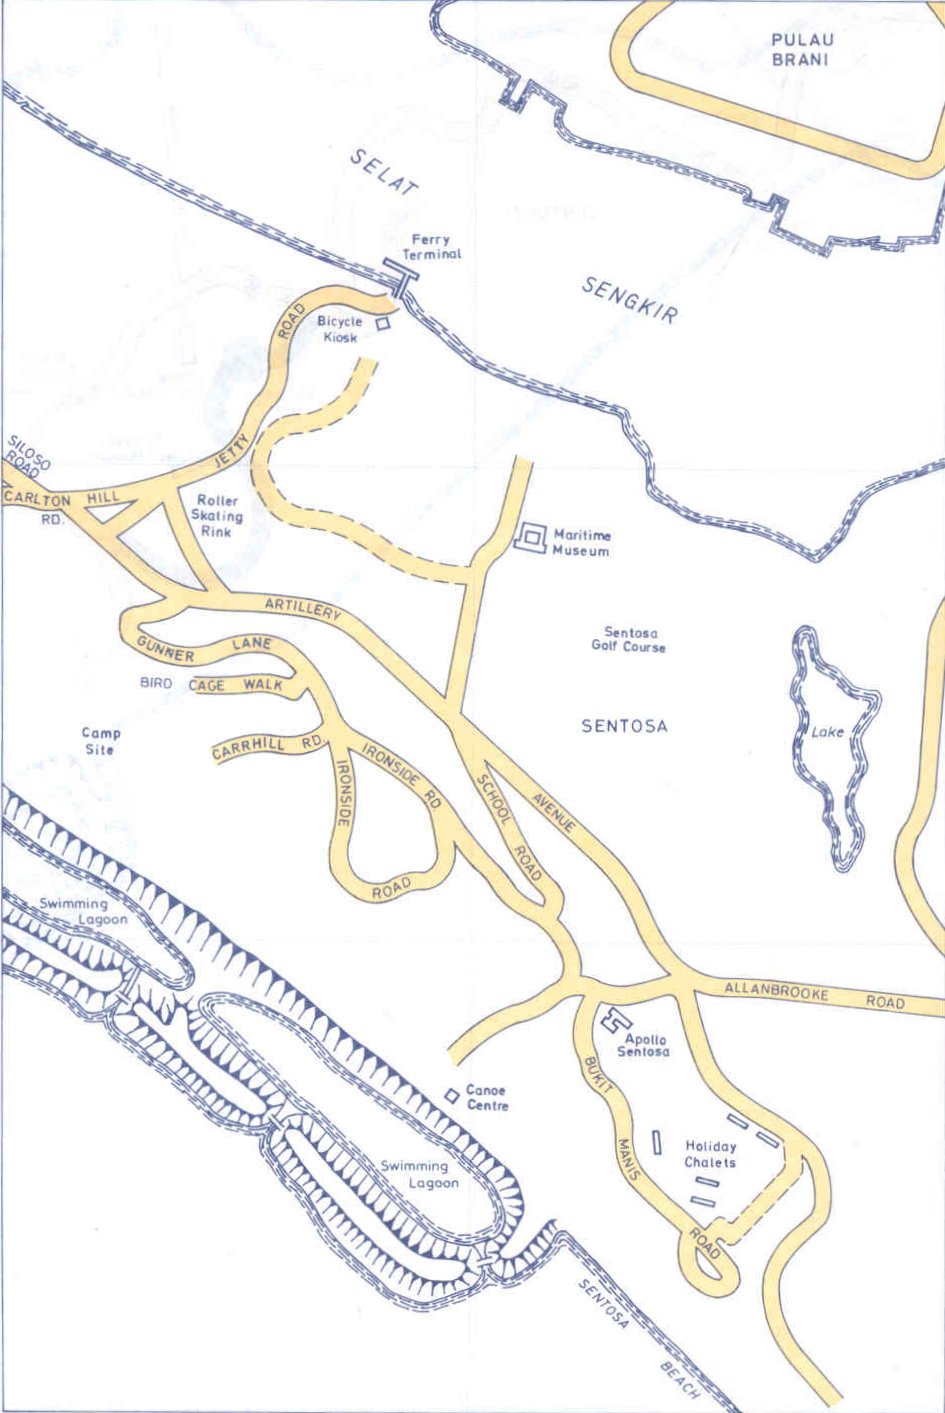 PULAU
BRANI
SELAT
SENGKIR
Ferry
Terminal
Bicycle
Kiosk
ROAD
JETTY
SILOSO
ROAD
CARLTON HILL
RD.
Roller
Skating
Rink
Maritime
Museum
ARTILLERY
AVENUE
GUNNER LANE
BIRD CAGE WALK
Sentosa
Golf Course
SENTOSA
Lake
Camp
Site
CARRHILL RD.
IRONSIDE RD.
IRONSIDE
ROAD
SCHOOL ROAD
Swimming
Lagoon
ALLANBROOKE ROAD
Apollo
Sentosa
BUKIT
MANIS
ROAD
Canoe
Centre
Holiday
Chalets
Swimming
Lagoon
SENTOSA
BEACH